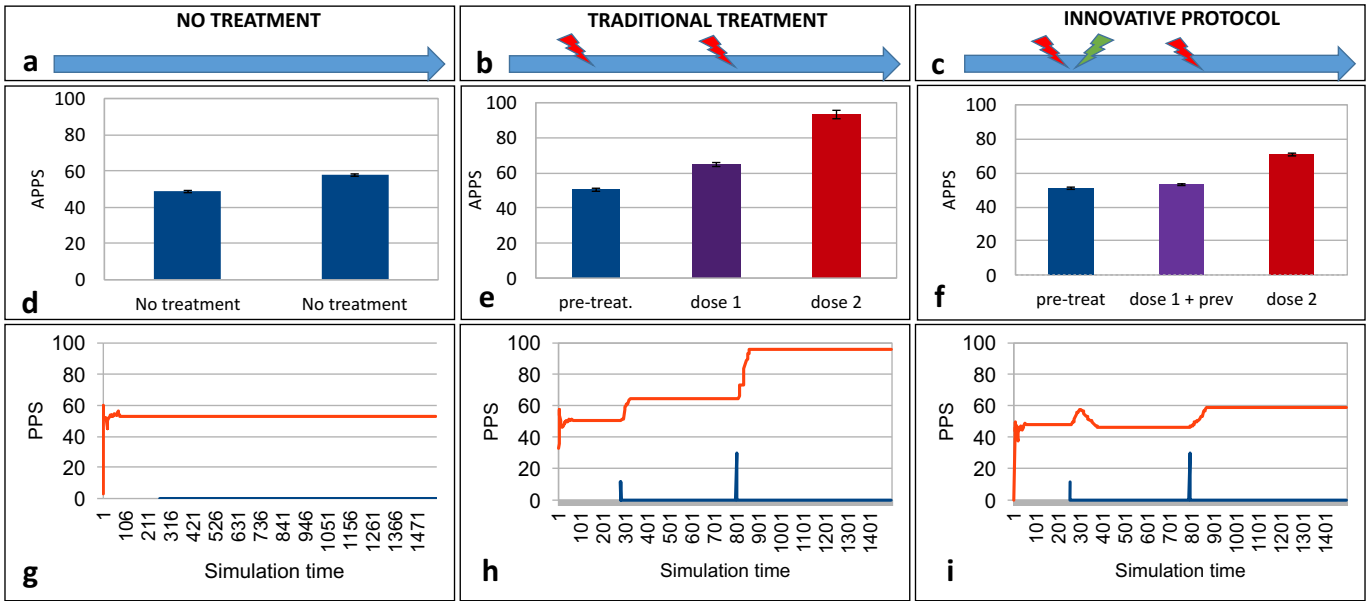 NO TREATMENT
a
TRADITIONAL TREATMENT
b
INNOVATIVE PROTOCOL
c
100
80
60
40
20
0
APPS
No treatment
No treatment
d
100
80
60
40
20
0
APPS
pre-treat.
dose 1
dose 2
e
100
80
60
40
20
0
APPS
pre-treat
dose 1 + prev
dose 2
f
100
80
60
40
20
0
PPS
1
106
211
316
421
526
631
736
841
946
1051
1156
1261
1366
1471
Simulation time
g
100
80
60
40
20
0
PPS
1
101
201
301
401
501
601
701
801
901
1001
1101
1201
1301
1401
Simulation time
h
100
80
60
40
20
0
PPS
1
101
201
301
401
501
601
701
801
901
1001
1101
1201
1301
1401
Simulation time
i